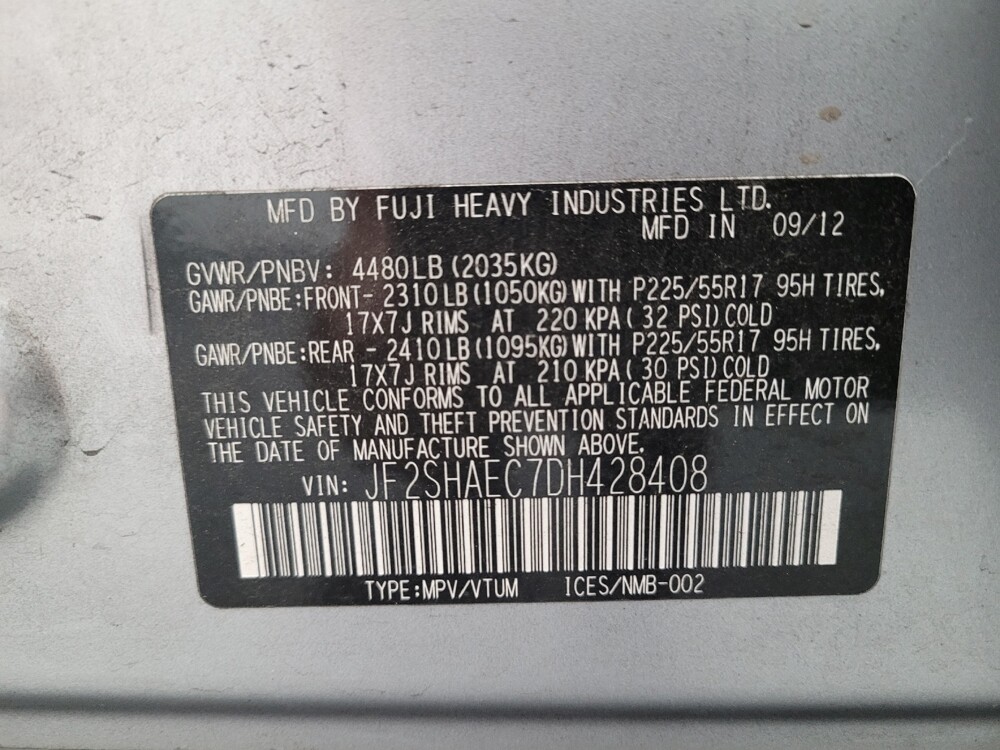 MFD BY FUJI HEAVY INDUSTRIES LTD.
MFD IN 09/12
GVWR/PNBV: 4480LB(2035KG)
GAWR/PNBE:FRONT- 2310LB(1050KG)WITH P225/55R17 95H TIRES,
17X7J RIMS AT 220 KPA( 32 PSI)COLD
GAWR/PNBE:REAR - 2410LB(1095KG)WITH P225/55R17 95H TIRES,
17X7J RIMS AT 210 KPA( 30 PSI)COLD
THIS VEHICLE CONFORMS TO ALL APPLICABLE FEDERAL MOTOR
VEHICLE SAFETY AND THEFT PREVENTION STANDARDS IN EFFECT ON
THE DATE OF MANUFACTURE SHOWN ABOVE.
VIN: JF2SHAEC7DH428408
TYPE:MPV/VTUM ICES/NMB-002